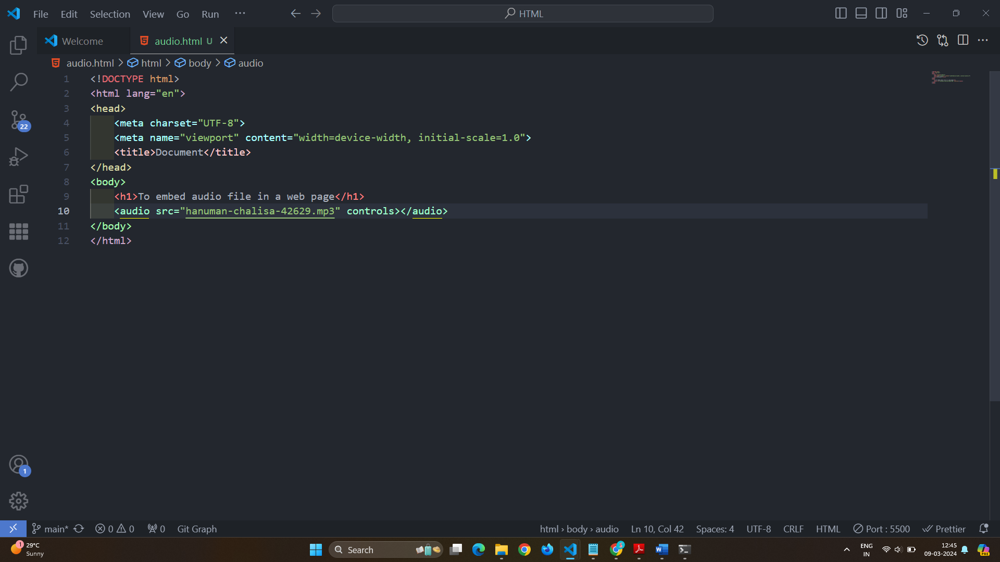 File Edit Selection View Go Run ··· HTML
Welcome audio.html U
audio.html > html > body > audio
1 <!DOCTYPE html>
2 <html lang="en">
3 <head>
4     <meta charset="UTF-8">
5     <meta name="viewport" content="width=device-width, initial-scale=1.0">
6     <title>Document</title>
7 </head>
8 <body>
9     <h1>To embed audio file in a web page</h1>
10     <audio src="hanuman-chalisa-42629.mp3" controls></audio>
11 </body>
12 </html>
22
1
main* 0 0 0 Git Graph html › body › audio Ln 10, Col 42 Spaces: 4 UTF-8 CRLF HTML Port : 5500 Prettier
1 29°C
Sunny
Search
ENG
IN
12:45
09-03-2024
PRE